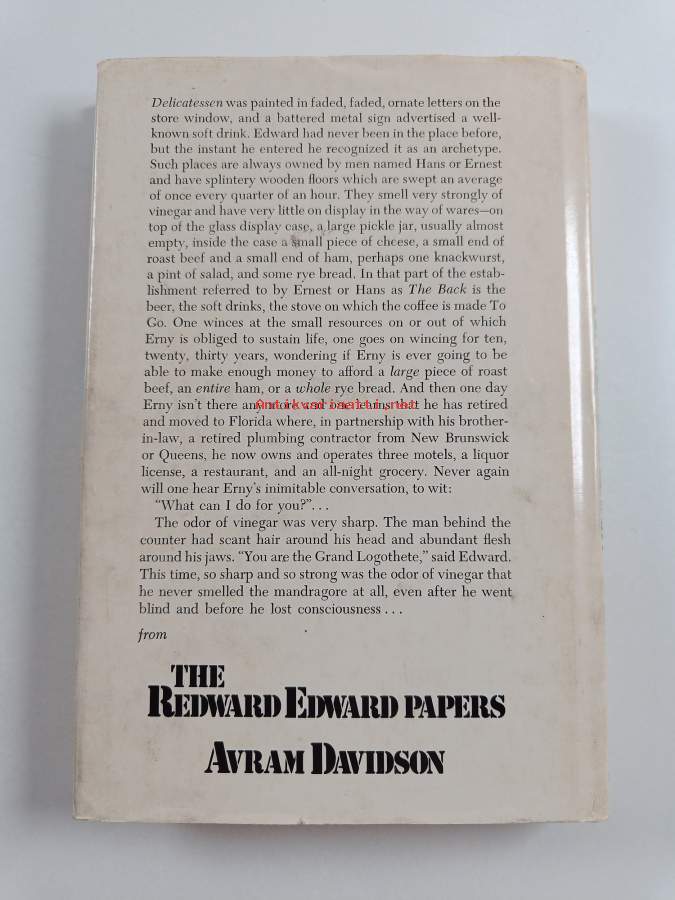 Delicatessen was painted in faded, faded, ornate letters on the
store window, and a battered metal sign advertised a well-
known soft drink. Edward had never been in the place before,
but the instant he entered he recognized it as an archetype.
Such places are always owned by men named Hans or Ernest
and have splintery wooden floors which are swept an average
of once every quarter of an hour. They smell very strongly of
vinegar and have very little on display in the way of wares—on
top of the glass display case, a large pickle jar, usually almost
empty, inside the case a small piece of cheese, a small end of
roast beef and a small end of ham, perhaps one knackwurst,
a pint of salad, and some rye bread. In that part of the estab-
lishment referred to by Ernest or Hans as The Back is the
beer, the soft drinks, the stove on which the coffee is made To
Go. One winces at the small resources on or out of which
Erny is obliged to sustain life, one goes on wincing for ten,
twenty, thirty years, wondering if Erny is ever going to be
able to make enough money to afford a large piece of roast
beef, an entire ham, or a whole rye bread. And then one day
Erny isn't there anymore and one learns that he has retired
Antikvariaatti.net
and moved to Florida where, in partnership with his brother-
in-law, a retired plumbing contractor from New Brunswick
or Queens, he now owns and operates three motels, a liquor
license, a restaurant, and an all-night grocery. Never again
will one hear Erny's inimitable conversation, to wit:
"What can I do for you?"...
The odor of vinegar was very sharp. The man behind the
counter had scant hair around his head and abundant flesh
around his jaws. "You are the Grand Logothete," said Edward.
This time, so sharp and so strong was the odor of vinegar that
he never smelled the mandragore at all, even after he went
blind and before he lost consciousness...
from
THE
REDWARD EDWARD PAPERS
AVRAM DAVIDSON